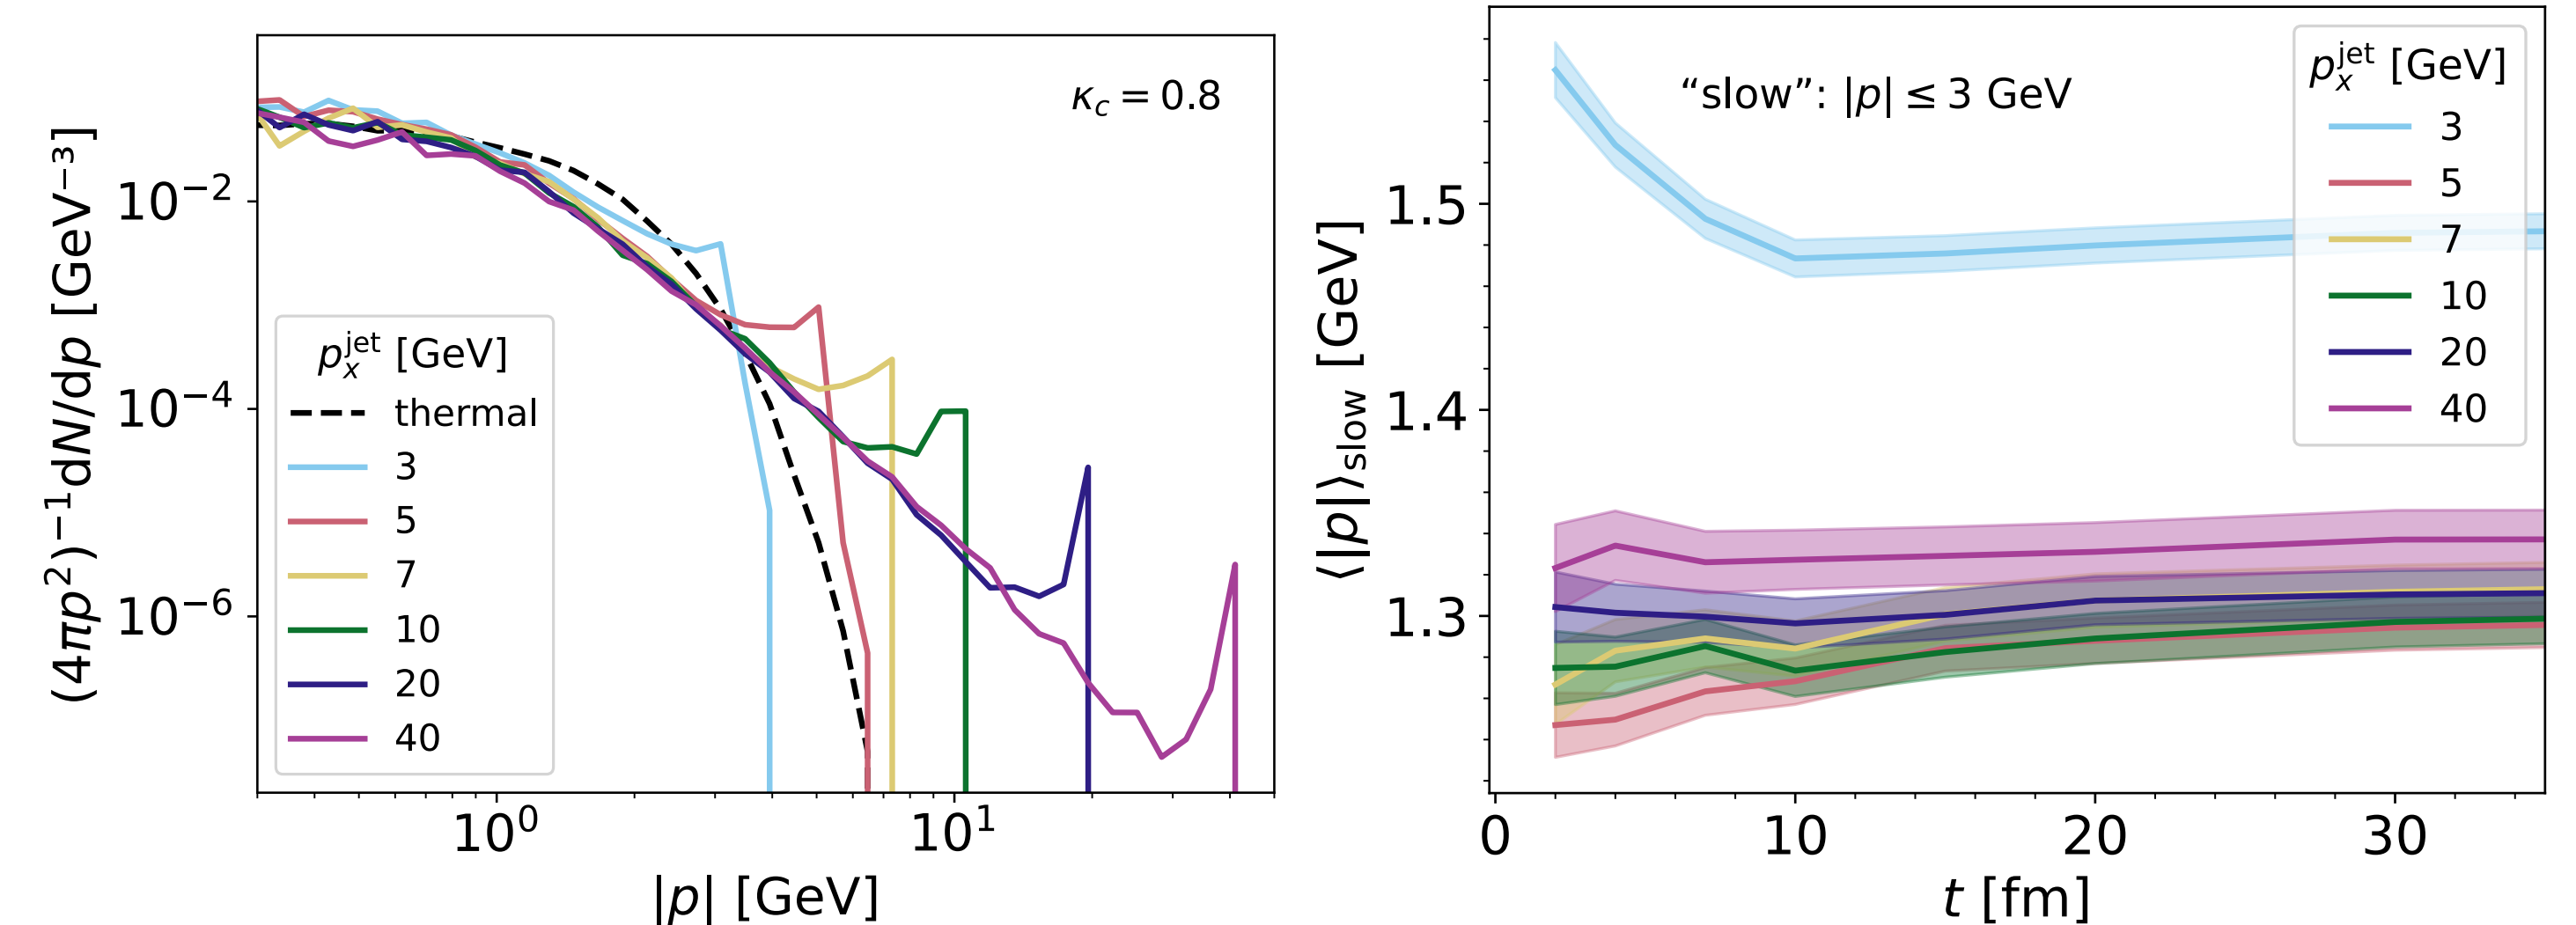 (4πp²)⁻¹dN/dp [GeV⁻³]
10⁻²
10⁻⁴
10⁻⁶
κ_c = 0.8
p_x^jet [GeV]
thermal
3
5
7
10
20
40
10⁰
10¹
|p| [GeV]
⟨|p|⟩_slow [GeV]
1.5
1.4
1.3
“slow”: |p| ≤ 3 GeV
p_x^jet [GeV]
3
5
7
10
20
40
0
10
20
30
t [fm]